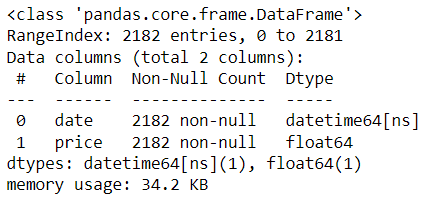 <class 'pandas.core.frame.DataFrame'>
RangeIndex: 2182 entries, 0 to 2181
Data columns (total 2 columns):
 #   Column  Non-Null Count  Dtype
---  ------  --------------  -----
 0   date    2182 non-null   datetime64[ns]
 1   price   2182 non-null   float64
dtypes: datetime64[ns](1), float64(1)
memory usage: 34.2 KB